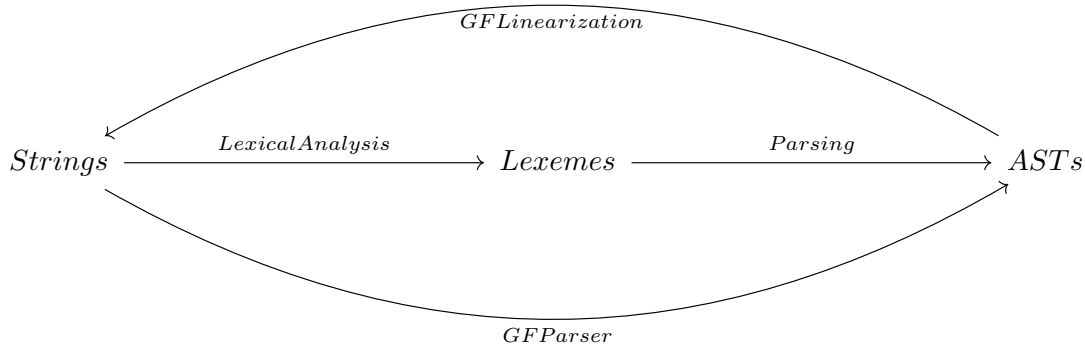 GFLinearization
LexicalAnalysis
Parsing
Strings
Lexemes
ASTs
GFParser